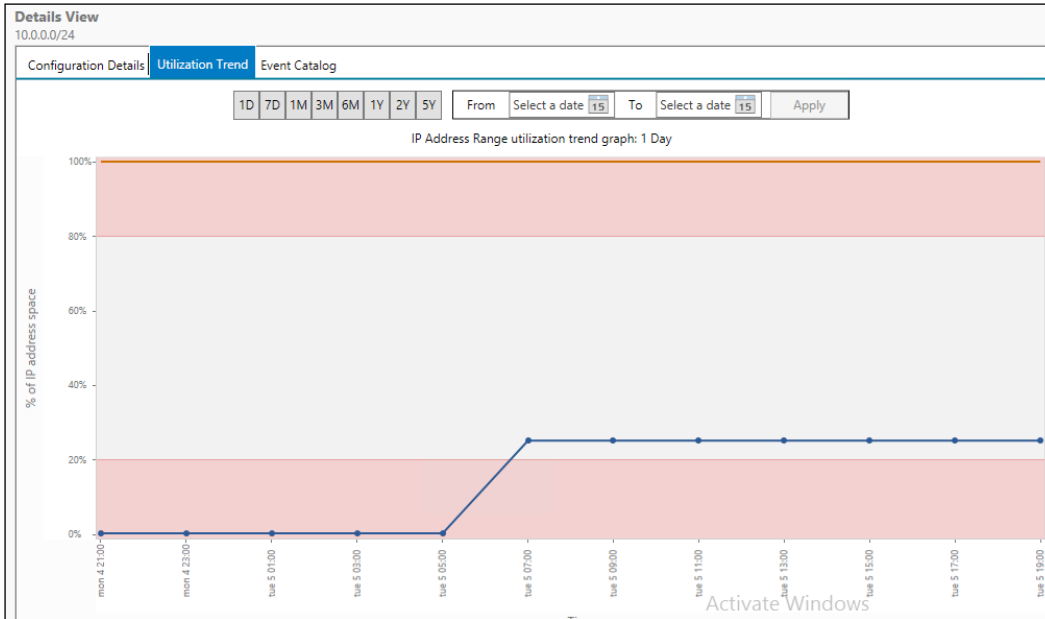 Details View
10.0.0.0/24
Configuration Details Utilization Trend Event Catalog
1D 7D 1M 3M 6M 1Y 2Y 5Y From Select a date 15 To Select a date 15 Apply
IP Address Range utilization trend graph: 1 Day
% of IP address space
100%
80%
60%
40%
20%
0%
mon 4 21:00
mon 4 23:00
tue 5 01:00
tue 5 03:00
tue 5 05:00
tue 5 07:00
tue 5 09:00
tue 5 11:00
tue 5 13:00
tue 5 15:00
tue 5 17:00
tue 5 19:00
Activate Windows